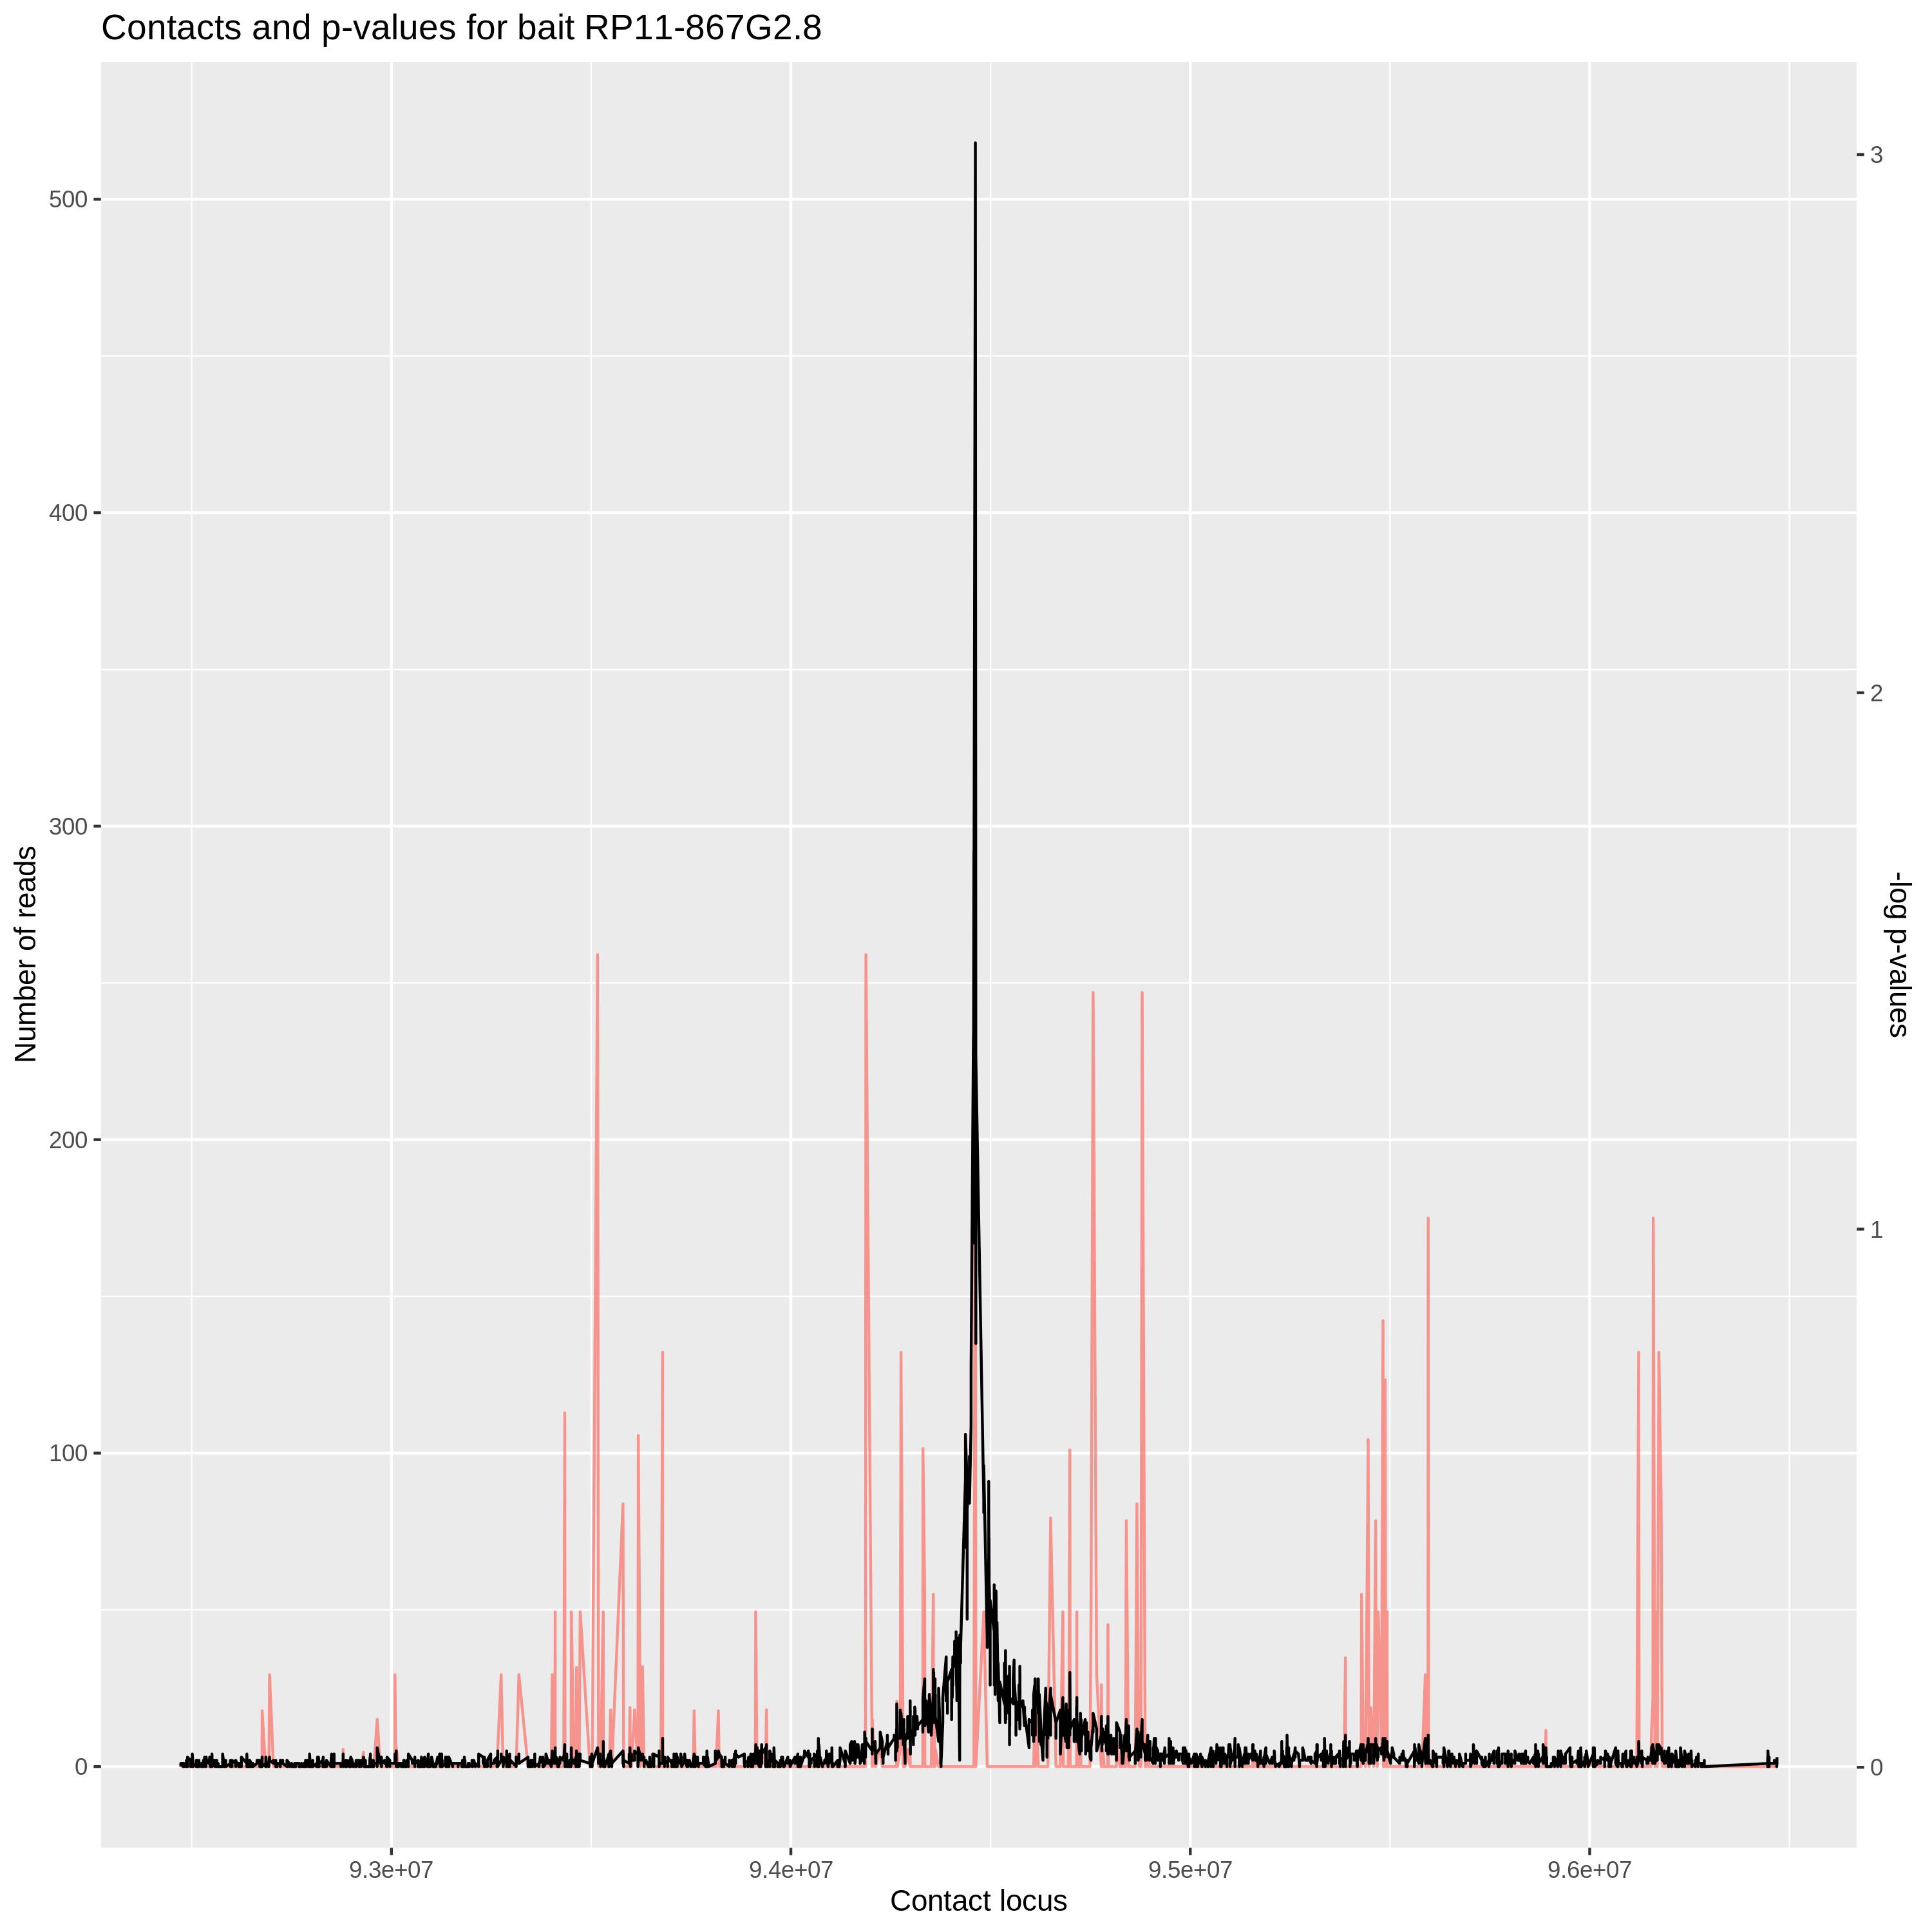 Contacts and p-values for bait RP11-867G2.8
500
400
300
200
100
0
Number of reads
3
2
1
0
-log p-values
9.3e+07 9.4e+07 9.5e+07 9.6e+07
Contact locus